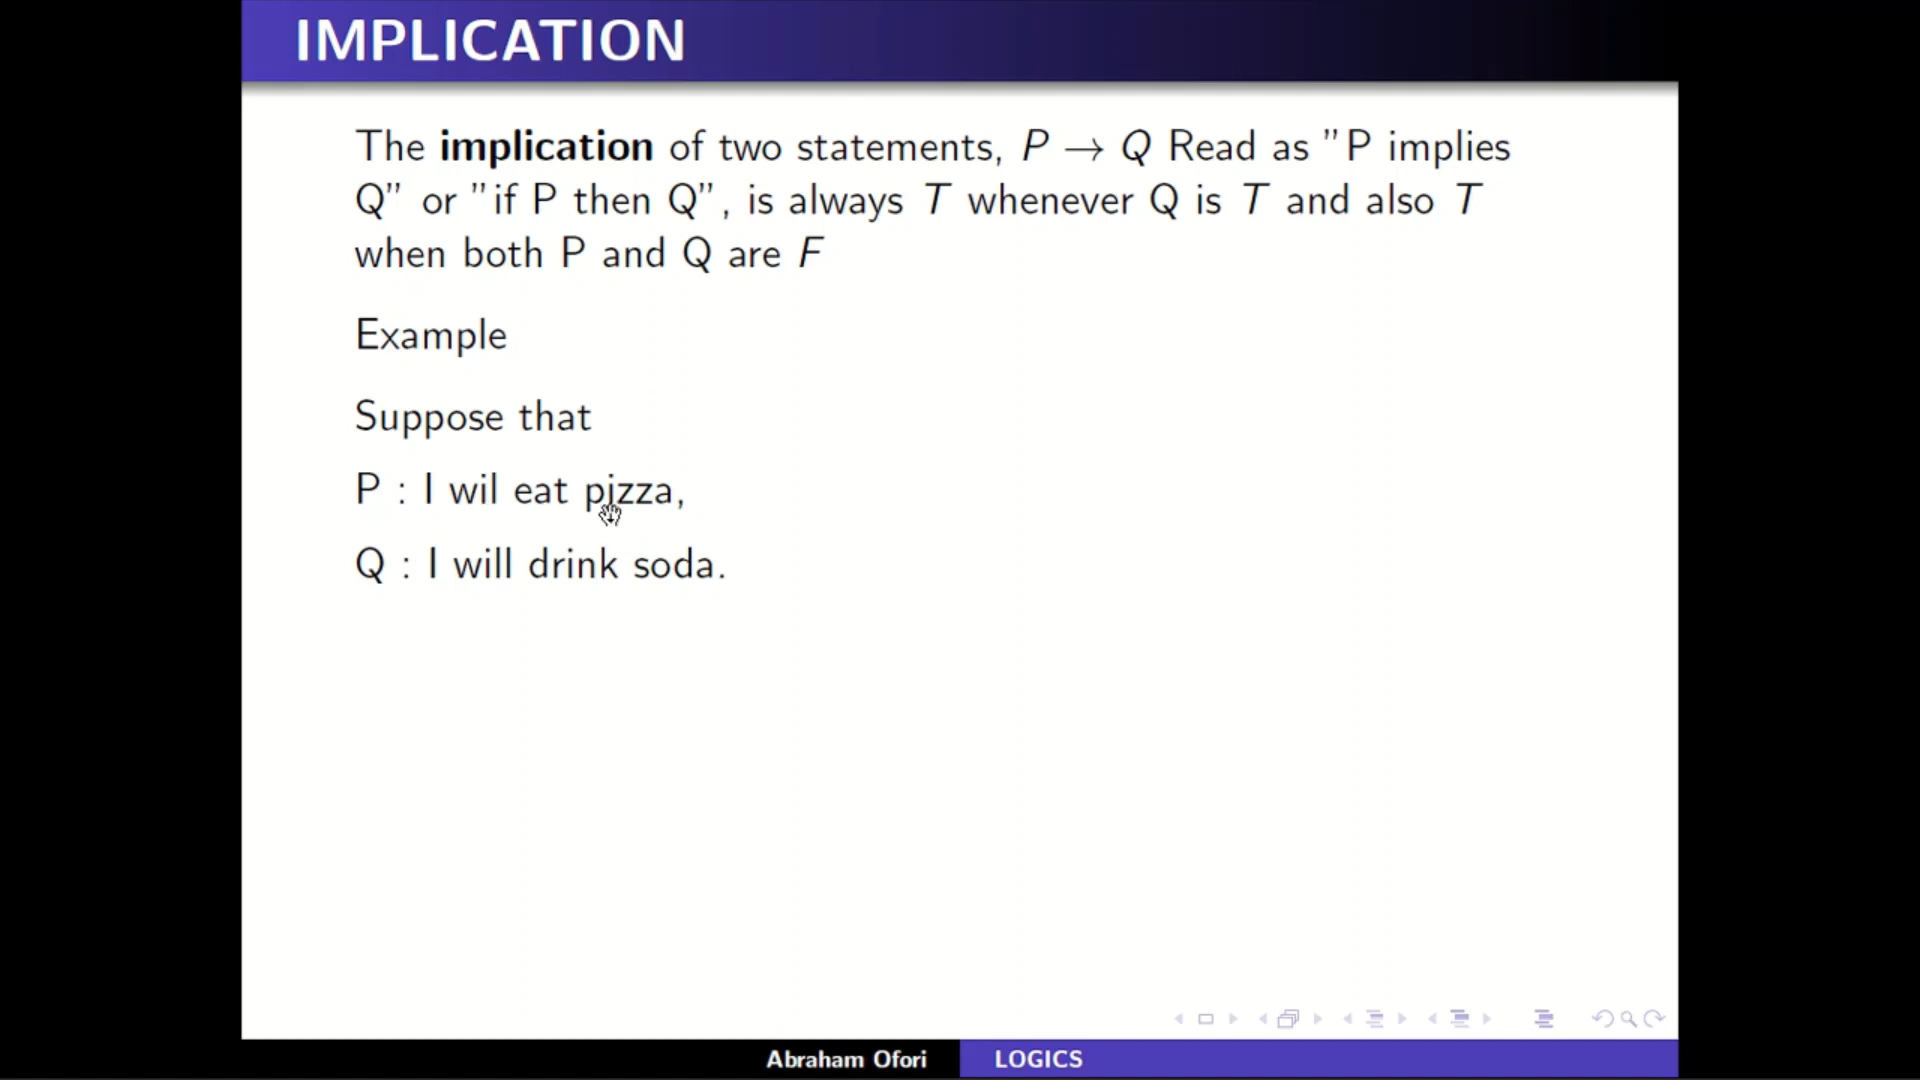 IMPLICATION
The implication of two statements, P → Q Read as "P implies
Q" or "if P then Q", is always T whenever Q is T and also T
when both P and Q are F
Example
Suppose that
P : I wil eat pizza,
Q : I will drink soda.
Abraham Ofori
LOGICS